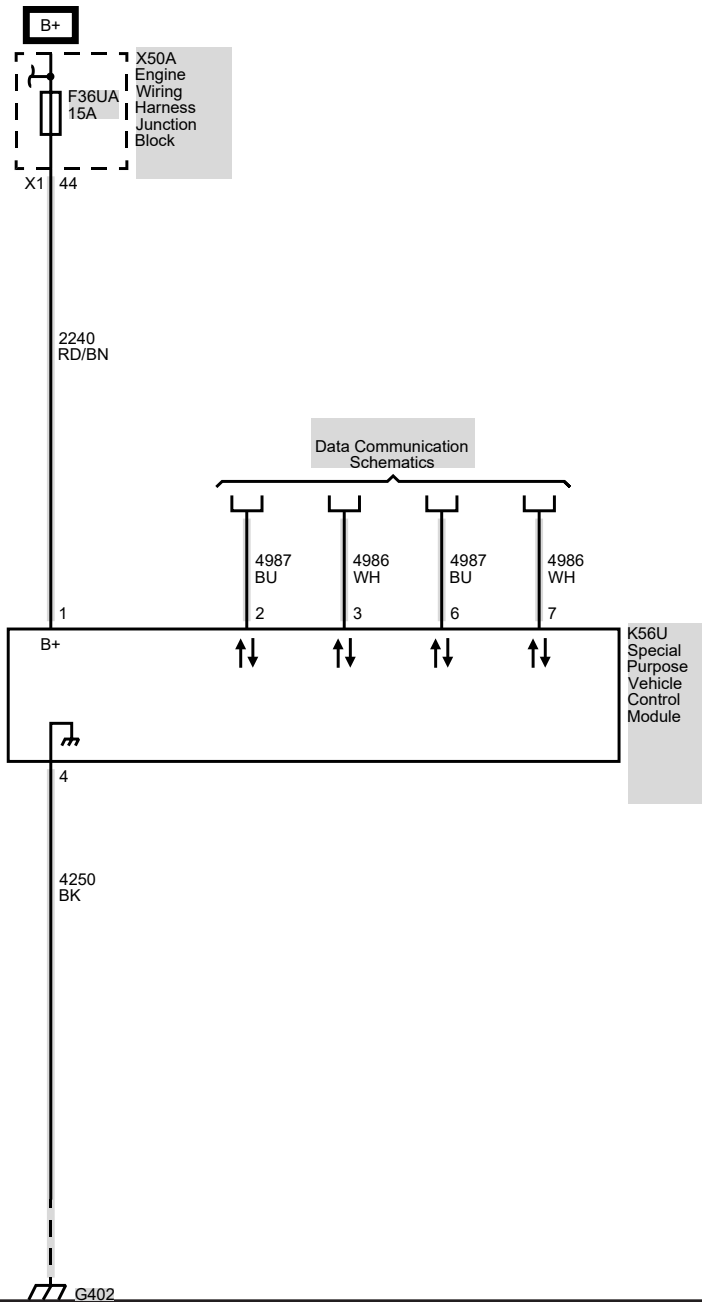 B+
X50A
Engine
Wiring
Harness
Junction
Block
F36UA
15A
X1 44
2240
RD/BN
Data Communication
Schematics
4987
BU
4986
WH
4987
BU
4986
WH
1
2
3
6
7
B+
K56U
Special
Purpose
Vehicle
Control
Module
4
4250
BK
G402